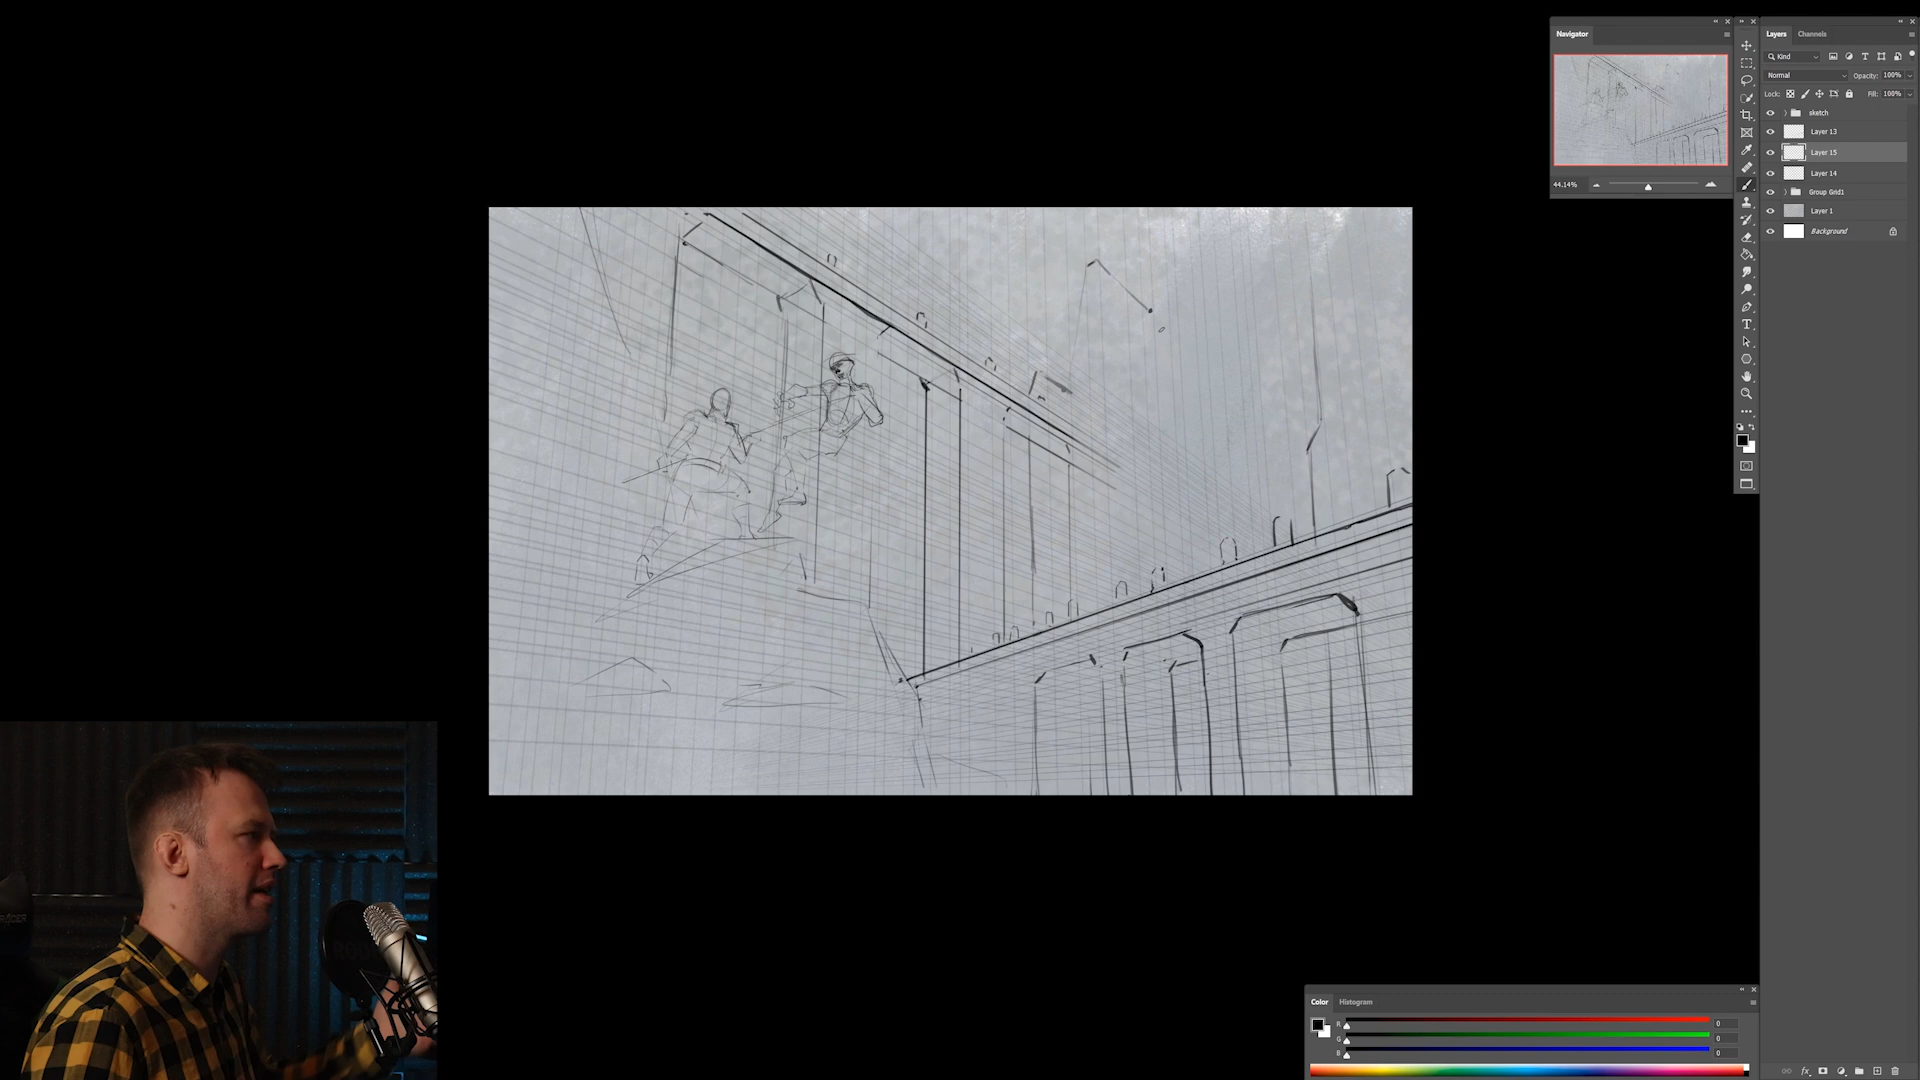 Navigator
44.14%
Layers Channels
Kind
Normal Opacity: 100%
Lock: Fill: 100%
sketch
Layer 13
Layer 15
Layer 14
Group Grid1
Layer 1
Background
Color Histogram
R 0
G 0
B 0
fx